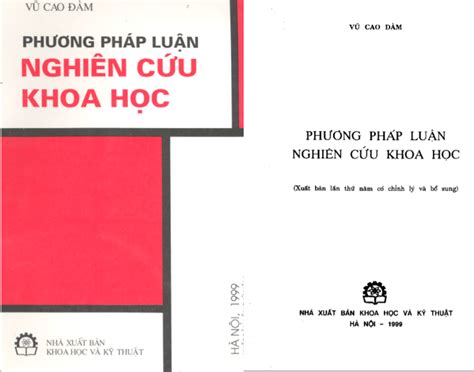 VŨ CAO ĐÀM
PHƯƠNG PHÁP LUẬN
NGHIÊN CỨU
KHOA HỌC
NHÀ XUẤT BẢN
KHOA HỌC VÀ KỸ THUẬT
HÀ NỘI, 1999
VŨ CAO ĐÀM
PHƯƠNG PHÁP LUẬN
NGHIÊN CỨU KHOA HỌC
(Xuất bản lần thứ năm có chỉnh lý và bổ sung)
NHÀ XUẤT BẢN KHOA HỌC VÀ KỸ THUẬT
HÀ NỘI - 1999